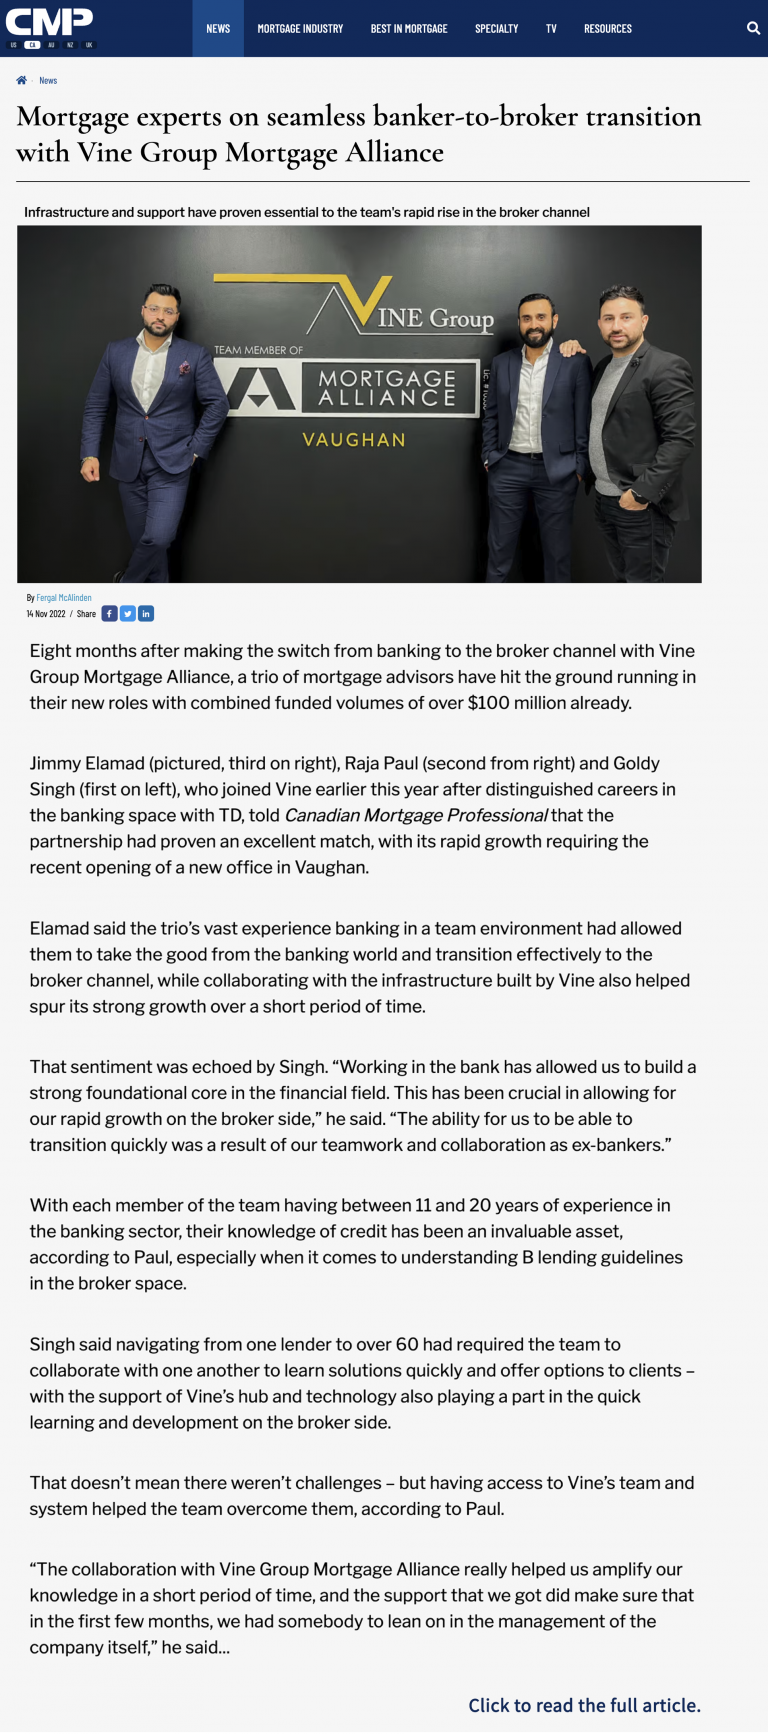 CMP
US CA AU NZ UK
NEWS MORTGAGE INDUSTRY BEST IN MORTGAGE SPECIALTY TV RESOURCES
News
Mortgage experts on seamless banker-to-broker transition
with Vine Group Mortgage Alliance
Infrastructure and support have proven essential to the team's rapid rise in the broker channel
VINE Group
TEAM MEMBER OF
MORTGAGE
ALLIANCE
Lic. #
VAUGHAN
By Fergal McAlinden
14 Nov 2022 / Share
Eight months after making the switch from banking to the broker channel with Vine
Group Mortgage Alliance, a trio of mortgage advisors have hit the ground running in
their new roles with combined funded volumes of over $100 million already.
Jimmy Elamad (pictured, third on right), Raja Paul (second from right) and Goldy
Singh (first on left), who joined Vine earlier this year after distinguished careers in
the banking space with TD, told Canadian Mortgage Professional that the
partnership had proven an excellent match, with its rapid growth requiring the
recent opening of a new office in Vaughan.
Elamad said the trio’s vast experience banking in a team environment had allowed
them to take the good from the banking world and transition effectively to the
broker channel, while collaborating with the infrastructure built by Vine also helped
spur its strong growth over a short period of time.
That sentiment was echoed by Singh. “Working in the bank has allowed us to build a
strong foundational core in the financial field. This has been crucial in allowing for
our rapid growth on the broker side,” he said. “The ability for us to be able to
transition quickly was a result of our teamwork and collaboration as ex-bankers.”
With each member of the team having between 11 and 20 years of experience in
the banking sector, their knowledge of credit has been an invaluable asset,
according to Paul, especially when it comes to understanding B lending guidelines
in the broker space.
Singh said navigating from one lender to over 60 had required the team to
collaborate with one another to learn solutions quickly and offer options to clients –
with the support of Vine’s hub and technology also playing a part in the quick
learning and development on the broker side.
That doesn’t mean there weren’t challenges – but having access to Vine’s team and
system helped the team overcome them, according to Paul.
“The collaboration with Vine Group Mortgage Alliance really helped us amplify our
knowledge in a short period of time, and the support that we got did make sure that
in the first few months, we had somebody to lean on in the management of the
company itself,” he said...
Click to read the full article.